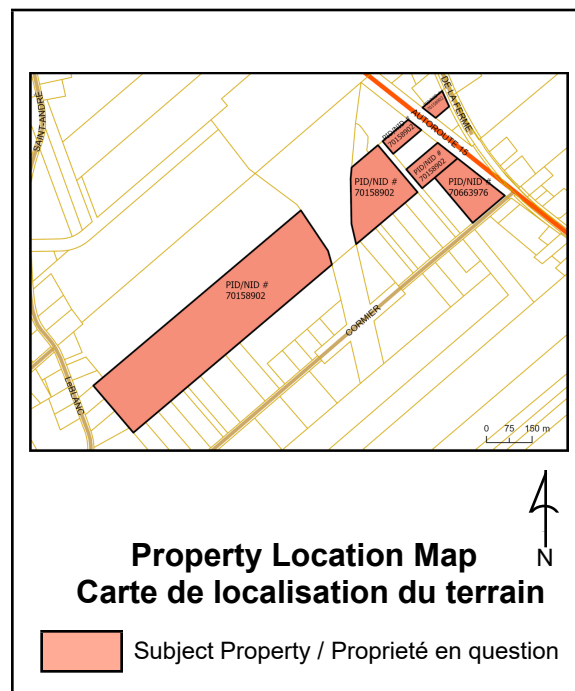 SAINT-ANDRÉ
DE LA FERME
AUTOROUTE 15
PID/NID #
70158902
PID/NID #
70158902
PID/NID #
70158902
PID/NID #
70663976
PID/NID #
70158902
CORMIER
LeBLANC
0 75 150 m
N
Property Location Map
Carte de localisation du terrain
Subject Property / Proprieté en question